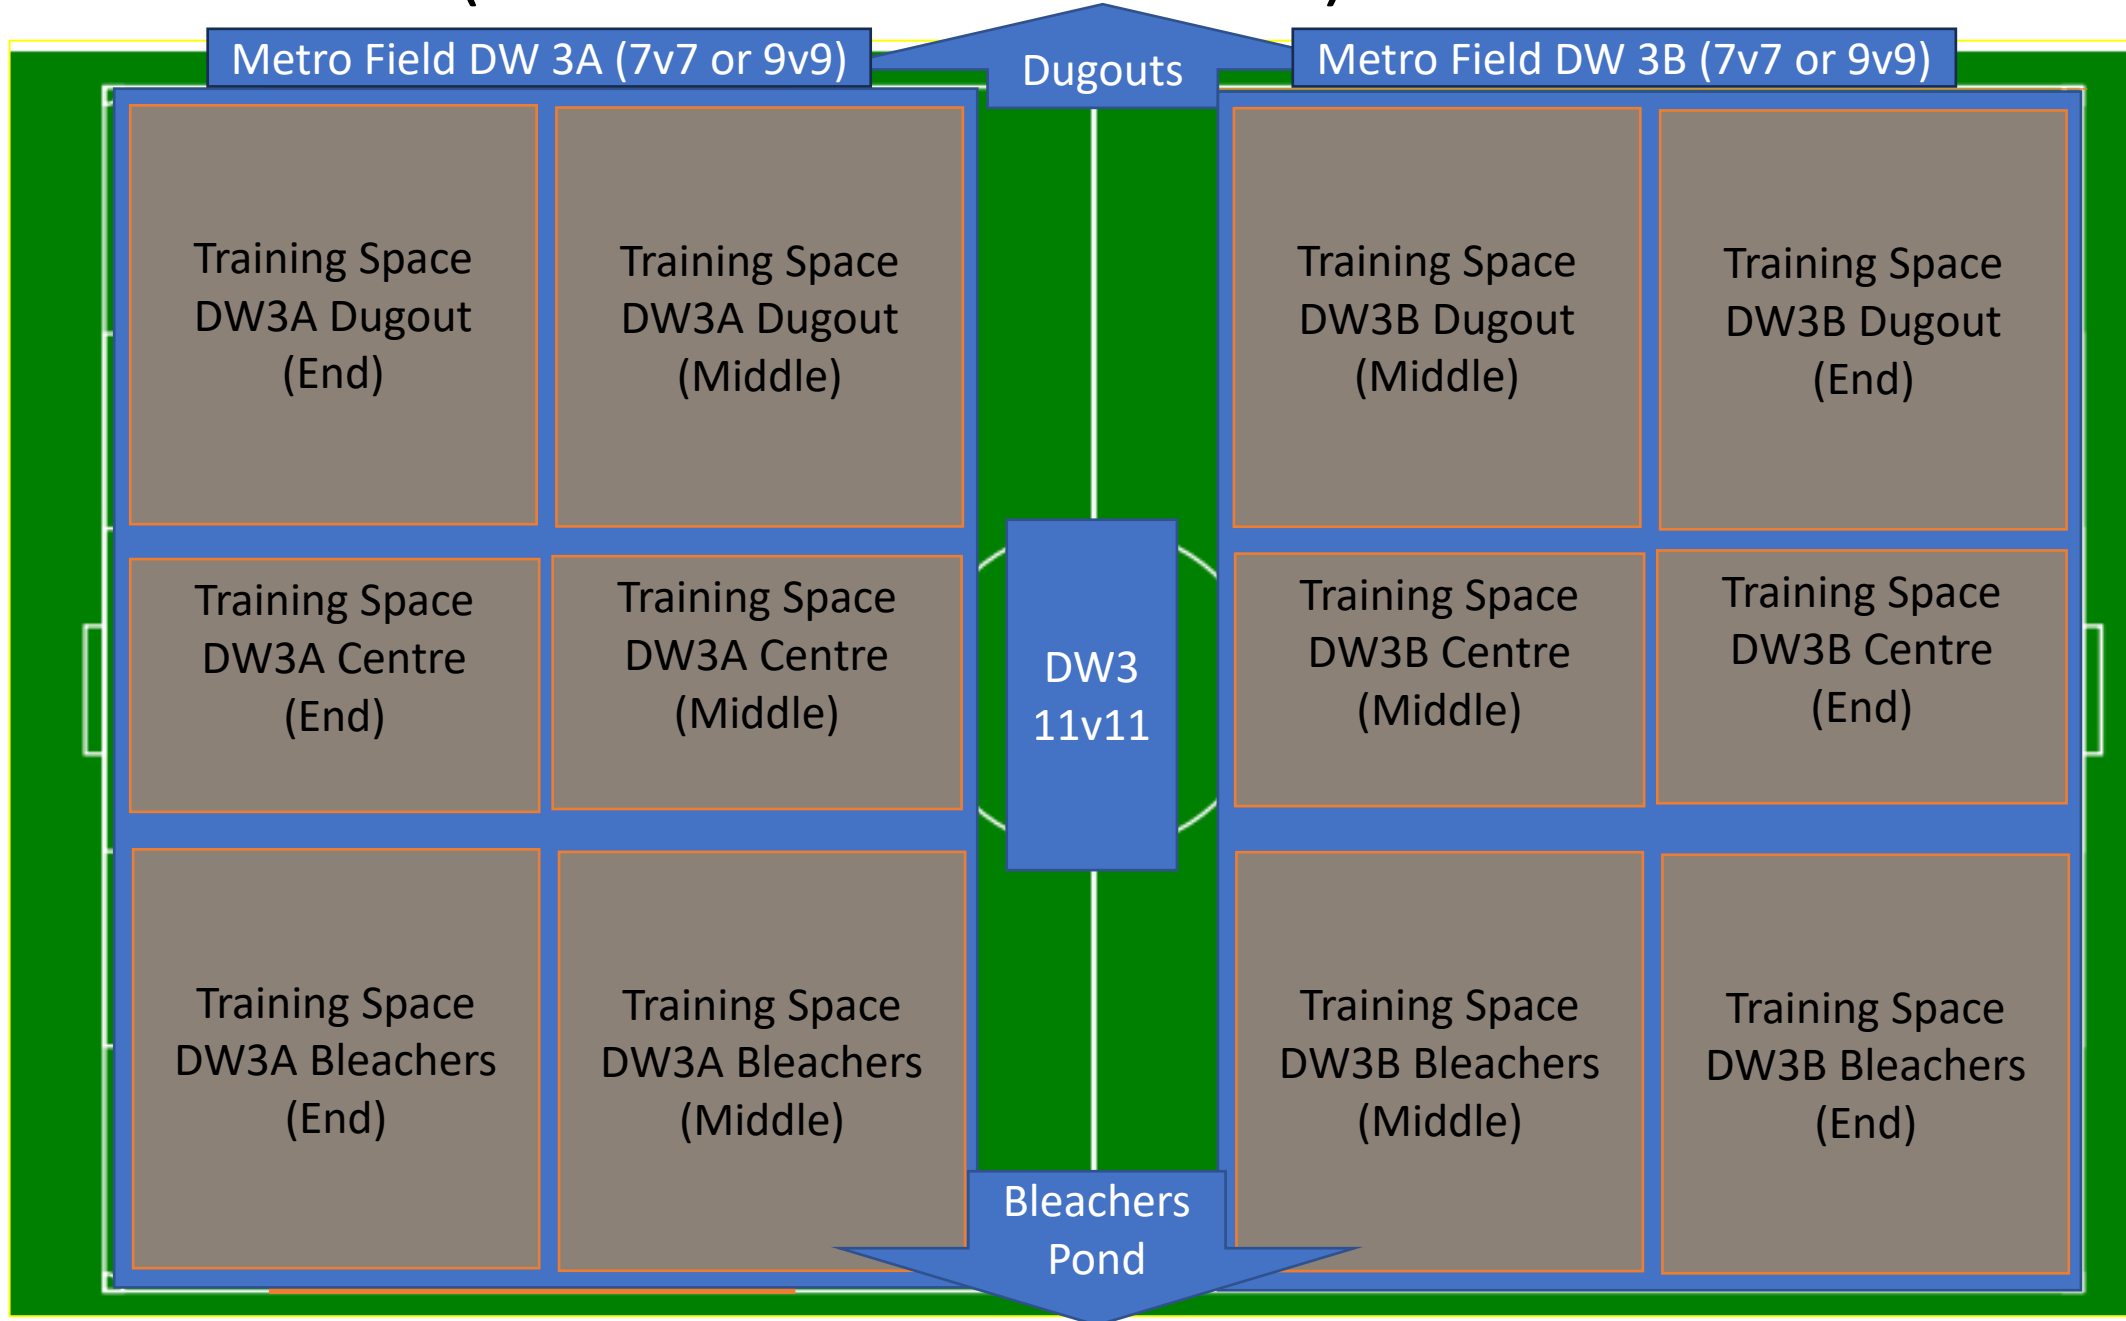 Metro Field DW 3A (7v7 or 9v9)
Dugouts
Metro Field DW 3B (7v7 or 9v9)
Training Space
DW3A Dugout
(End)
Training Space
DW3A Dugout
(Middle)
Training Space
DW3B Dugout
(Middle)
Training Space
DW3B Dugout
(End)
Training Space
DW3A Centre
(End)
Training Space
DW3A Centre
(Middle)
DW3
11v11
Training Space
DW3B Centre
(Middle)
Training Space
DW3B Centre
(End)
Training Space
DW3A Bleachers
(End)
Training Space
DW3A Bleachers
(Middle)
Training Space
DW3B Bleachers
(Middle)
Training Space
DW3B Bleachers
(End)
Bleachers
Pond